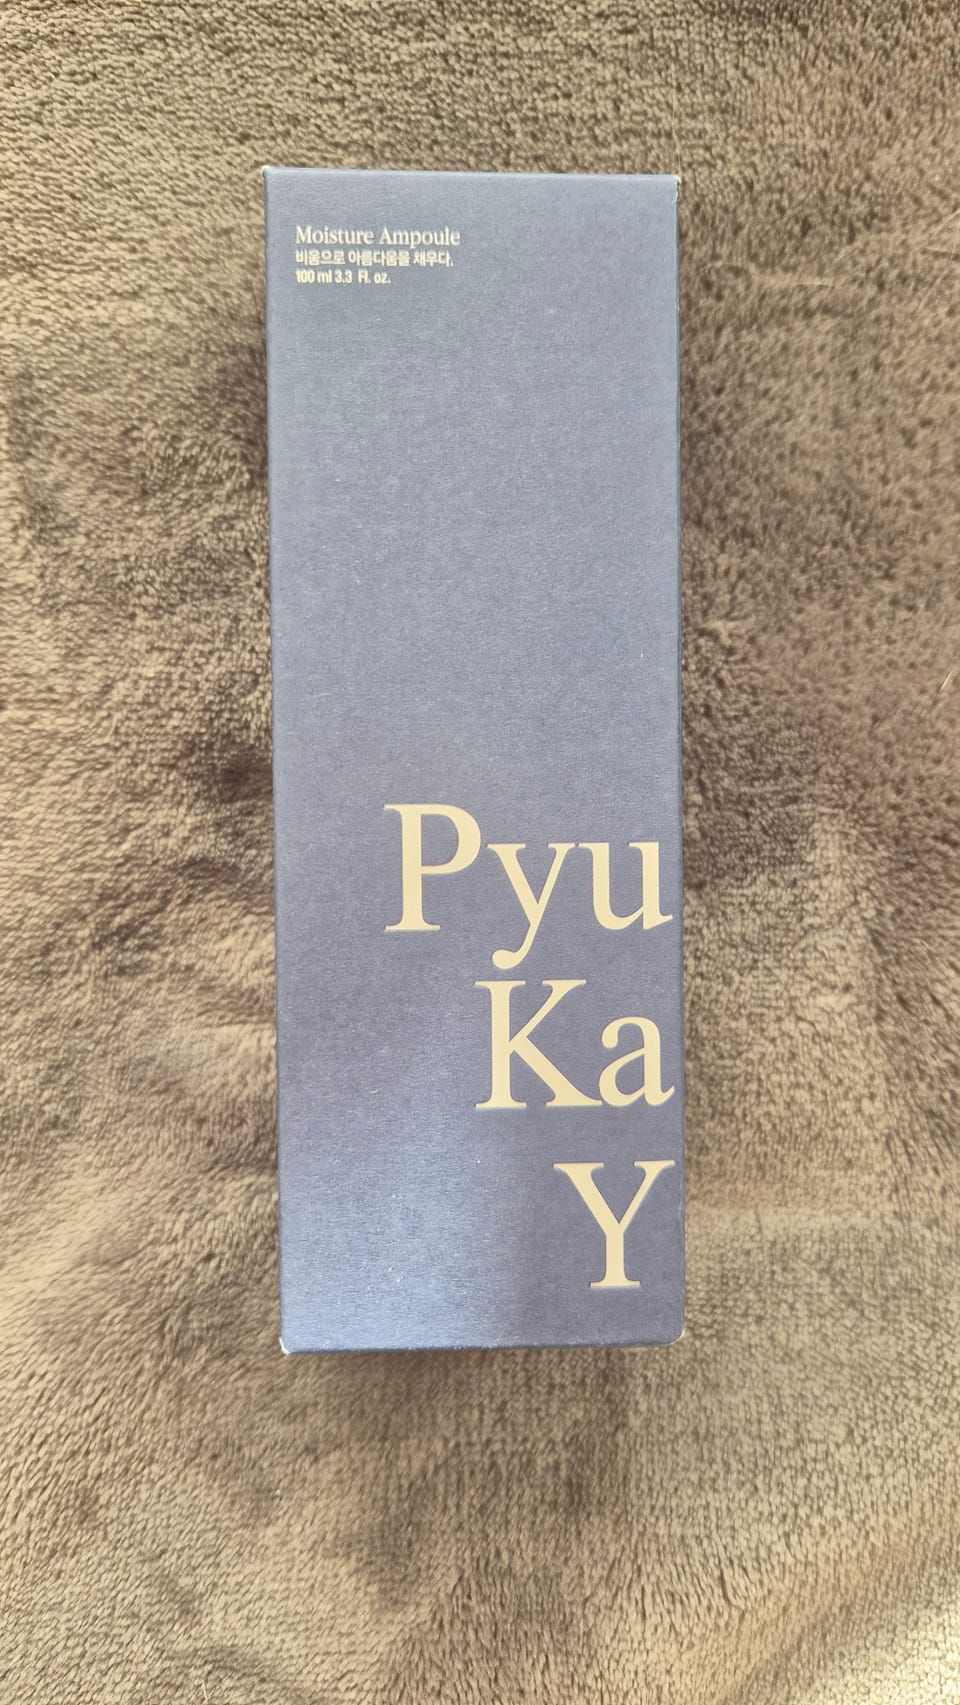 Moisture Ampoule
비움으로 아름다움을 채우다.
100 ml 3.3 Fl. oz.
Pyu
Ka
Y